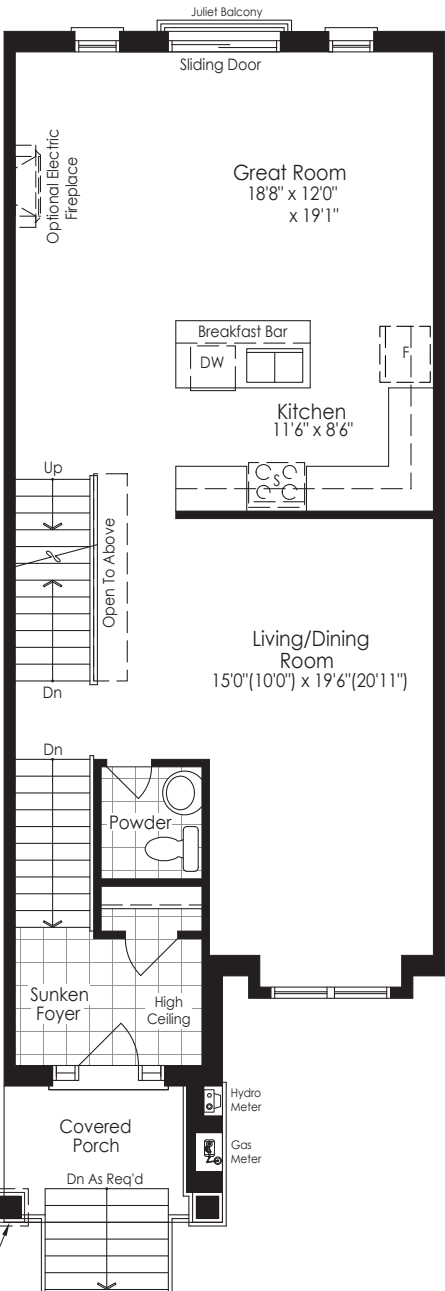 Juliet Balcony
Sliding Door
Optional Electric
Fireplace
Great Room
18'8" x 12'0"
x 19'1"
Breakfast Bar
DW
F
Kitchen
11'6" x 8'6"
S
Up
Open To Above
Dn
Living/Dining
Room
15'0"(10'0") x 19'6"(20'11")
Dn
Powder
Sunken
Foyer
High
Ceiling
Hydro
Meter
Covered
Porch
Gas
Meter
Dn As Req'd